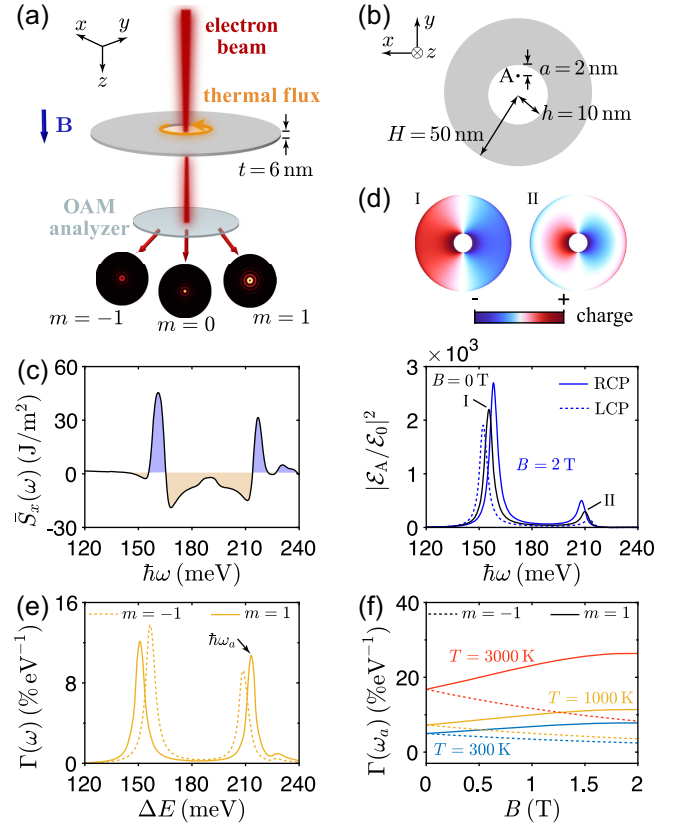 (a)
x
y
z
electron
beam
thermal flux
B
t = 6 nm
OAM
analyzer
m = −1
m = 0
m = 1
(b)
y
x
z
A
a = 2 nm
h = 10 nm
H = 50 nm
(d)
I
II
-
+
charge
(c)
60
30
0
-30
S̄x(ω) (J/m²)
120 150 180 210 240
ħω (meV)
× 10³
3
2
1
0
|ℰA/ℰ0|²
B = 0 T
I
RCP
LCP
B = 2 T
II
120 150 180 210 240
ħω (meV)
(e)
16
12
8
4
0
Γ(ω) (% eV⁻¹)
m = −1
m = 1
ħωa
120 150 180 210 240
ΔE (meV)
(f)
40
30
20
10
0
Γ(ωa) (% eV⁻¹)
m = −1
m = 1
T = 3000 K
T = 1000 K
T = 300 K
0 0.5 1 1.5 2
B (T)